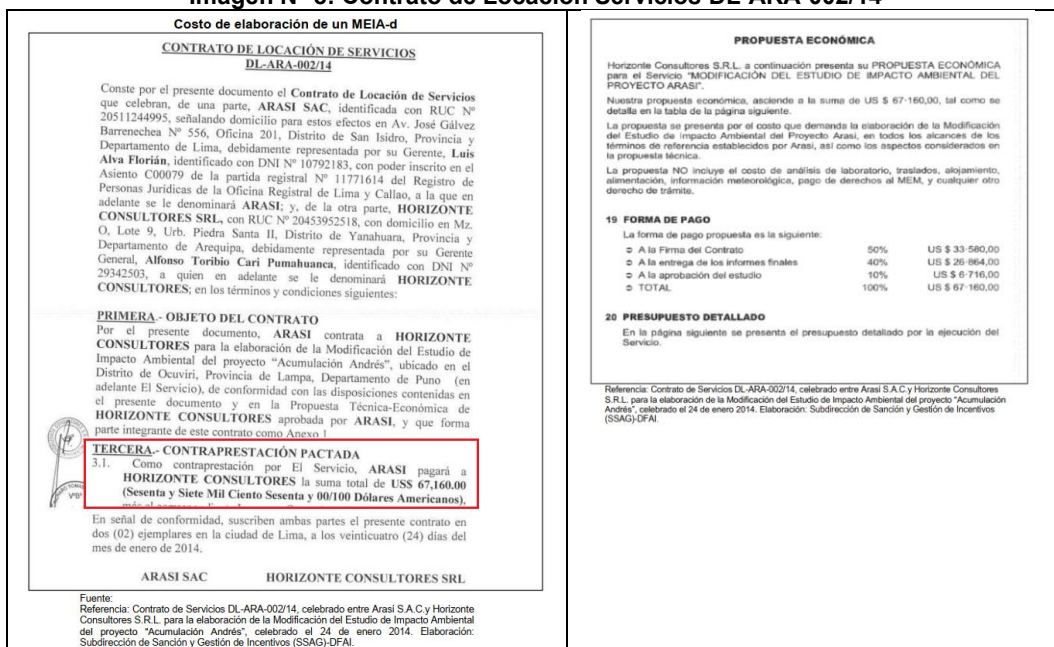 Imagen N° 3: Contrato de Locación Servicios DL-ARA-002/14
Costo de elaboración de un MEIA-d
CONTRATO DE LOCACIÓN DE SERVICIOS
DL-ARA-002/14
Conste por el presente documento el Contrato de Locación de Servicios
que celebran, de una parte, ARASI SAC, identificada con RUC Nº
20511244995, señalando domicilio para estos efectos en Av. José Gálvez
Barrenechea Nº 556, Oficina 201, Distrito de San Isidro, Provincia y
Departamento de Lima, debidamente representada por su Gerente, Luis
Alva Florián, identificado con DNI Nº 10792183, con poder inscrito en el
Asiento C00079 de la partida registral Nº 11771614 del Registro de
Personas Jurídicas de la Oficina Registral de Lima y Callao, a la que en
adelante se le denominará ARASI; y, de la otra parte, HORIZONTE
CONSULTORES SRL, con RUC Nº 20453952518, con domicilio en Mz.
O, Lote 9, Urb. Piedra Santa II, Distrito de Yanahuara, Provincia y
Departamento de Arequipa, debidamente representada por su Gerente
General, Alfonso Toribio Cari Pumahuanca, identificado con DNI Nº
29342503, a quien en adelante se le denominará HORIZONTE
CONSULTORES; en los términos y condiciones siguientes:
PRIMERA.- OBJETO DEL CONTRATO
Por el presente documento, ARASI contrata a HORIZONTE
CONSULTORES para la elaboración de la Modificación del Estudio de
Impacto Ambiental del proyecto "Acumulación Andrés", ubicado en el
Distrito de Ocuviri, Provincia de Lampa, Departamento de Puno (en
adelante El Servicio), de conformidad con las disposiciones contenidas en
el presente documento y en la Propuesta Técnica-Económica de
HORIZONTE CONSULTORES aprobada por ARASI, y que forma
parte integrante de este contrato como Anexo 1
TERCERA.- CONTRAPRESTACIÓN PACTADA
3.1. Como contraprestación por El Servicio, ARASI pagará a
HORIZONTE CONSULTORES la suma total de US$ 67,160.00
(Sesenta y Siete Mil Ciento Sesenta y 00/100 Dólares Americanos),
VºBº
En señal de conformidad, suscriben ambas partes el presente contrato en
dos (02) ejemplares en la ciudad de Lima, a los veinticuatro (24) días del
mes de enero de 2014.
ARASI SAC HORIZONTE CONSULTORES SRL
Fuente:
Referencia: Contrato de Servicios DL-ARA-002/14, celebrado entre Arasi S.A.C.y Horizonte
Consultores S.R.L. para la elaboración de la Modificación del Estudio de Impacto Ambiental
del proyecto "Acumulación Andrés", celebrado el 24 de enero 2014. Elaboración:
Subdirección de Sanción y Gestión de Incentivos (SSAG)-DFAI.
PROPUESTA ECONÓMICA
Horizonte Consultores S.R.L. a continuación presenta su PROPUESTA ECONÓMICA
para el Servicio "MODIFICACIÓN DEL ESTUDIO DE IMPACTO AMBIENTAL DEL
PROYECTO ARASI".
Nuestra propuesta económica, asciende a la suma de US $ 67·160,00, tal como se
detalla en la tabla de la página siguiente.
La propuesta se presenta por el costo que demanda la elaboración de la Modificación
del Estudio de Impacto Ambiental del Proyecto Arasi, en todos los alcances de los
términos de referencia establecidos por Arasi, así como los aspectos considerados en
la propuesta técnica.
La propuesta NO incluye el costo de análisis de laboratorio, traslados, alojamiento,
alimentación, información meteorológica, pago de derechos al MEM, y cualquier otro
derecho de trámite.
19 FORMA DE PAGO
La forma de pago propuesta es la siguiente:
➲ A la Firma del Contrato 50% US $ 33·580,00
➲ A la entrega de los informes finales 40% US $ 26·864,00
➲ A la aprobación del estudio 10% US $ 6·716,00
➲ TOTAL 100% US $ 67·160,00
20 PRESUPUESTO DETALLADO
En la página siguiente se presenta el presupuesto detallado por la ejecución del
Servicio.
Referencia: Contrato de Servicios DL-ARA-002/14, celebrado entre Arasi S.A.C.y Horizonte Consultores
S.R.L. para la elaboración de la Modificación del Estudio de Impacto Ambiental del proyecto "Acumulación
Andrés", celebrado el 24 de enero 2014. Elaboración: Subdirección de Sanción y Gestión de Incentivos
(SSAG)-DFAI.